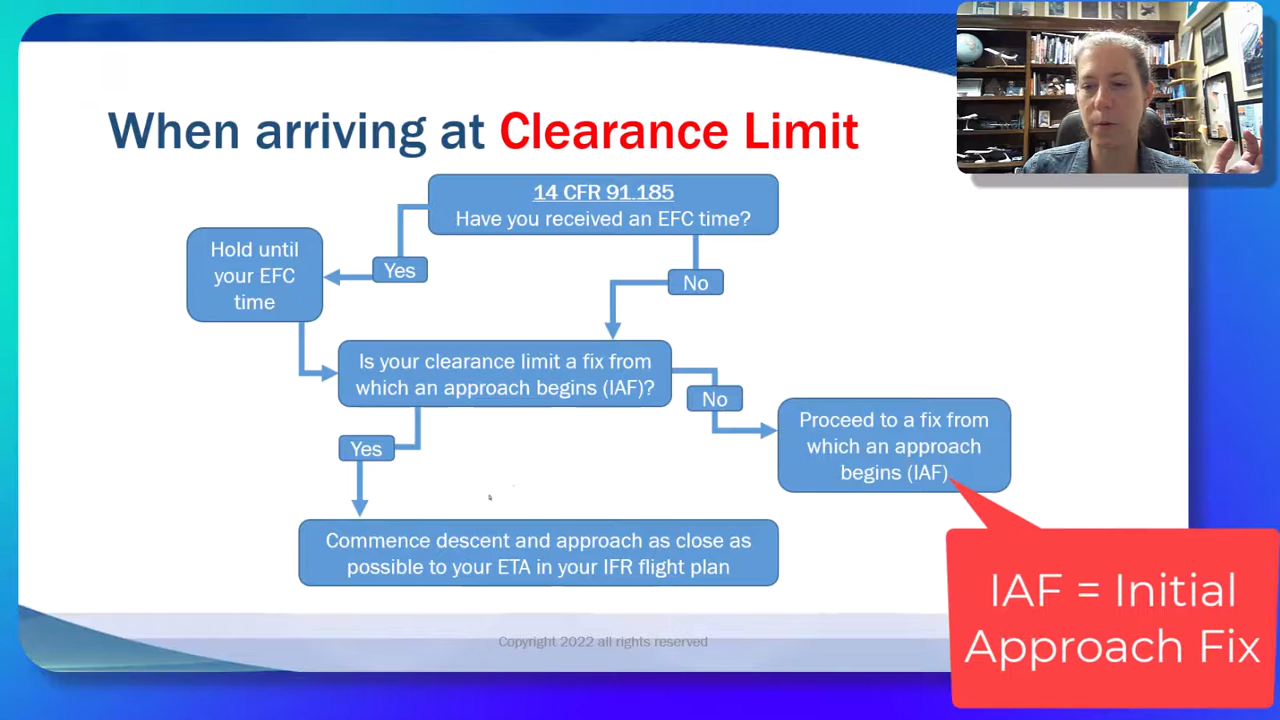 When arriving at Clearance Limit
14 CFR 91.185
Have you received an EFC time?
Yes
No
Hold until
your EFC
time
Is your clearance limit a fix from
which an approach begins (IAF)?
No
Yes
Proceed to a fix from
which an approach
begins (IAF)
Commence descent and approach as close as
possible to your ETA in your IFR flight plan
IAF = Initial
Approach Fix
Copyright 2022 all rights reserved